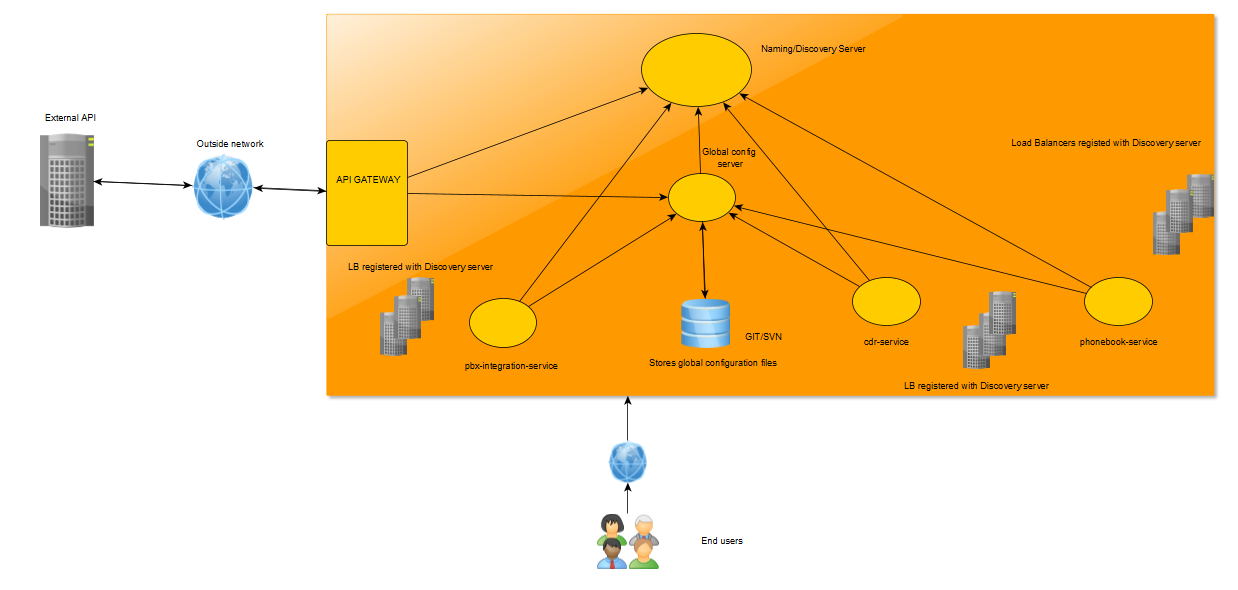 Naming/Discovery Server
External API
Outside network
Load Balancers registed with Discovery server
Global config
server
API GATEWAY
LB registered with Discovery server
GIT/SVN
cdr-service
phonebook-service
pbx-integration-service
Stores global configuration files
LB registered with Discovery server
End users